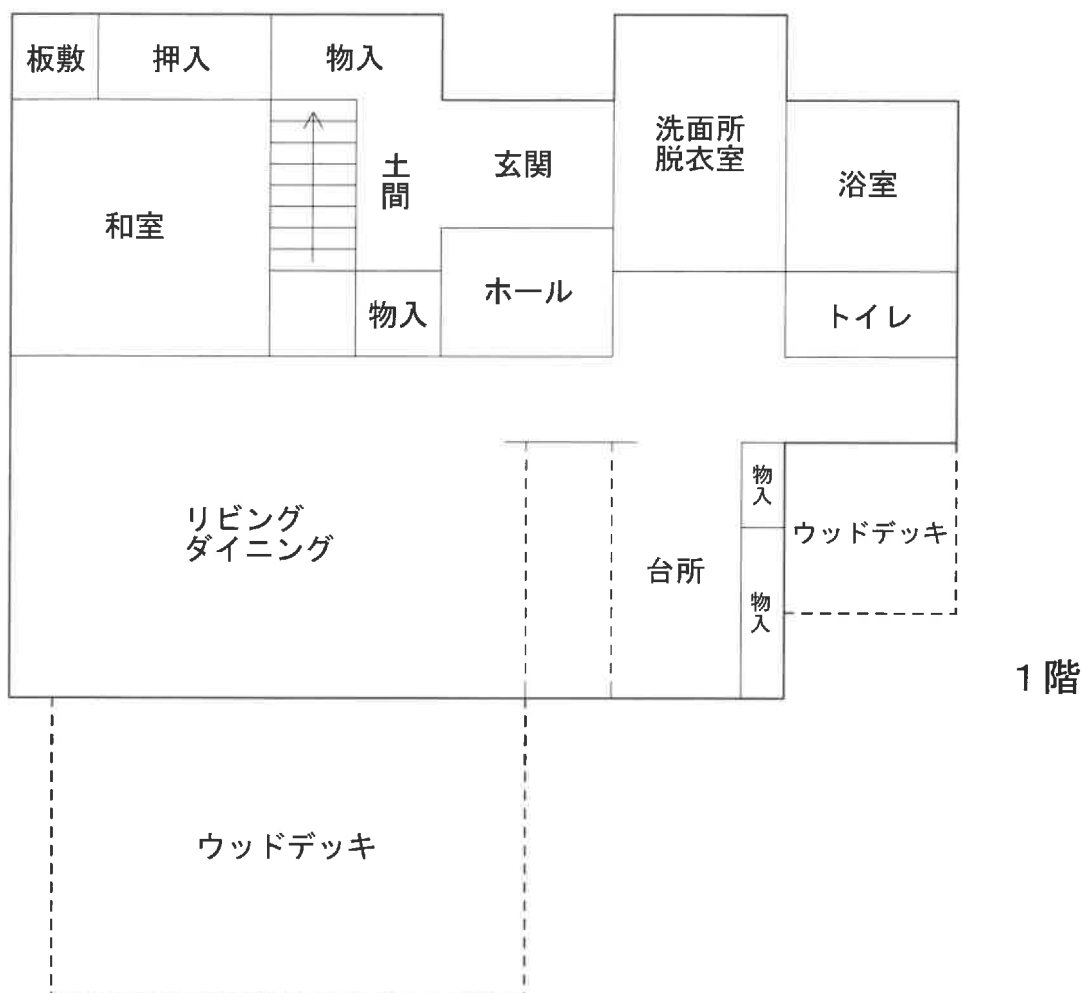 板敷
押入
物入
洗面所
脱衣室
土間
玄関
浴室
和室
物入
ホール
トイレ
リビング
ダイニング
台所
物入
物入
ウッドデッキ
1階
ウッドデッキ